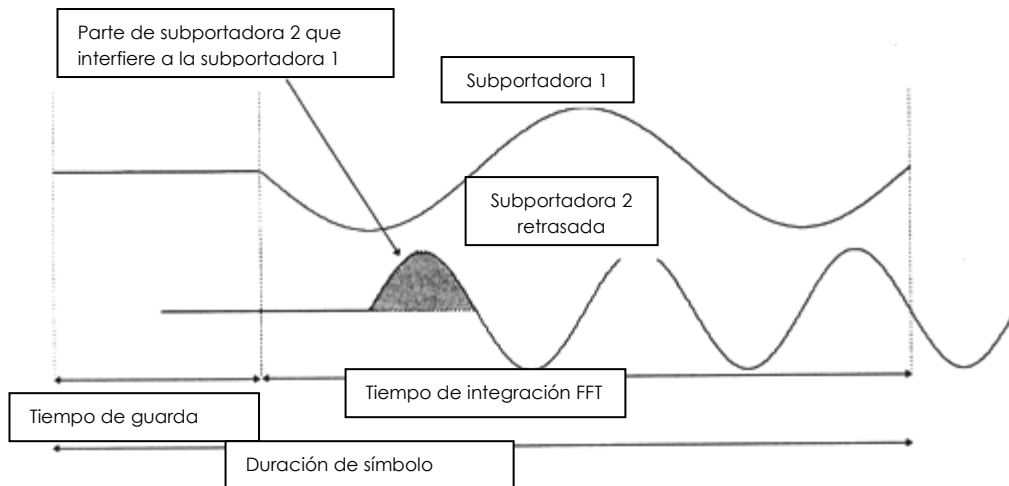 Parte de subportadora 2 que
interfiere a la subportadora 1
Subportadora 1
Subportadora 2
retrasada
Tiempo de integración FFT
Tiempo de guarda
Duración de símbolo